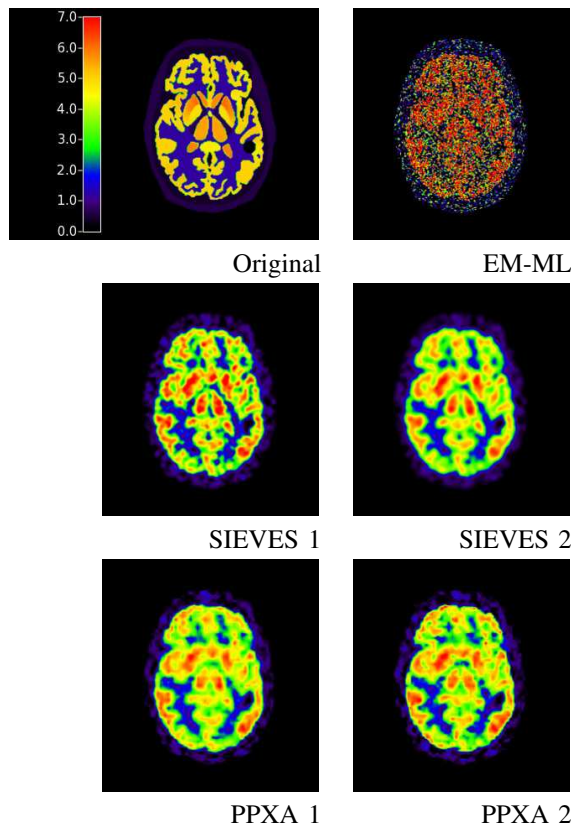 7.0
6.0
5.0
4.0
3.0
2.0
1.0
0.0
Original
EM-ML
SIEVES 1
SIEVES 2
PPXA 1
PPXA 2